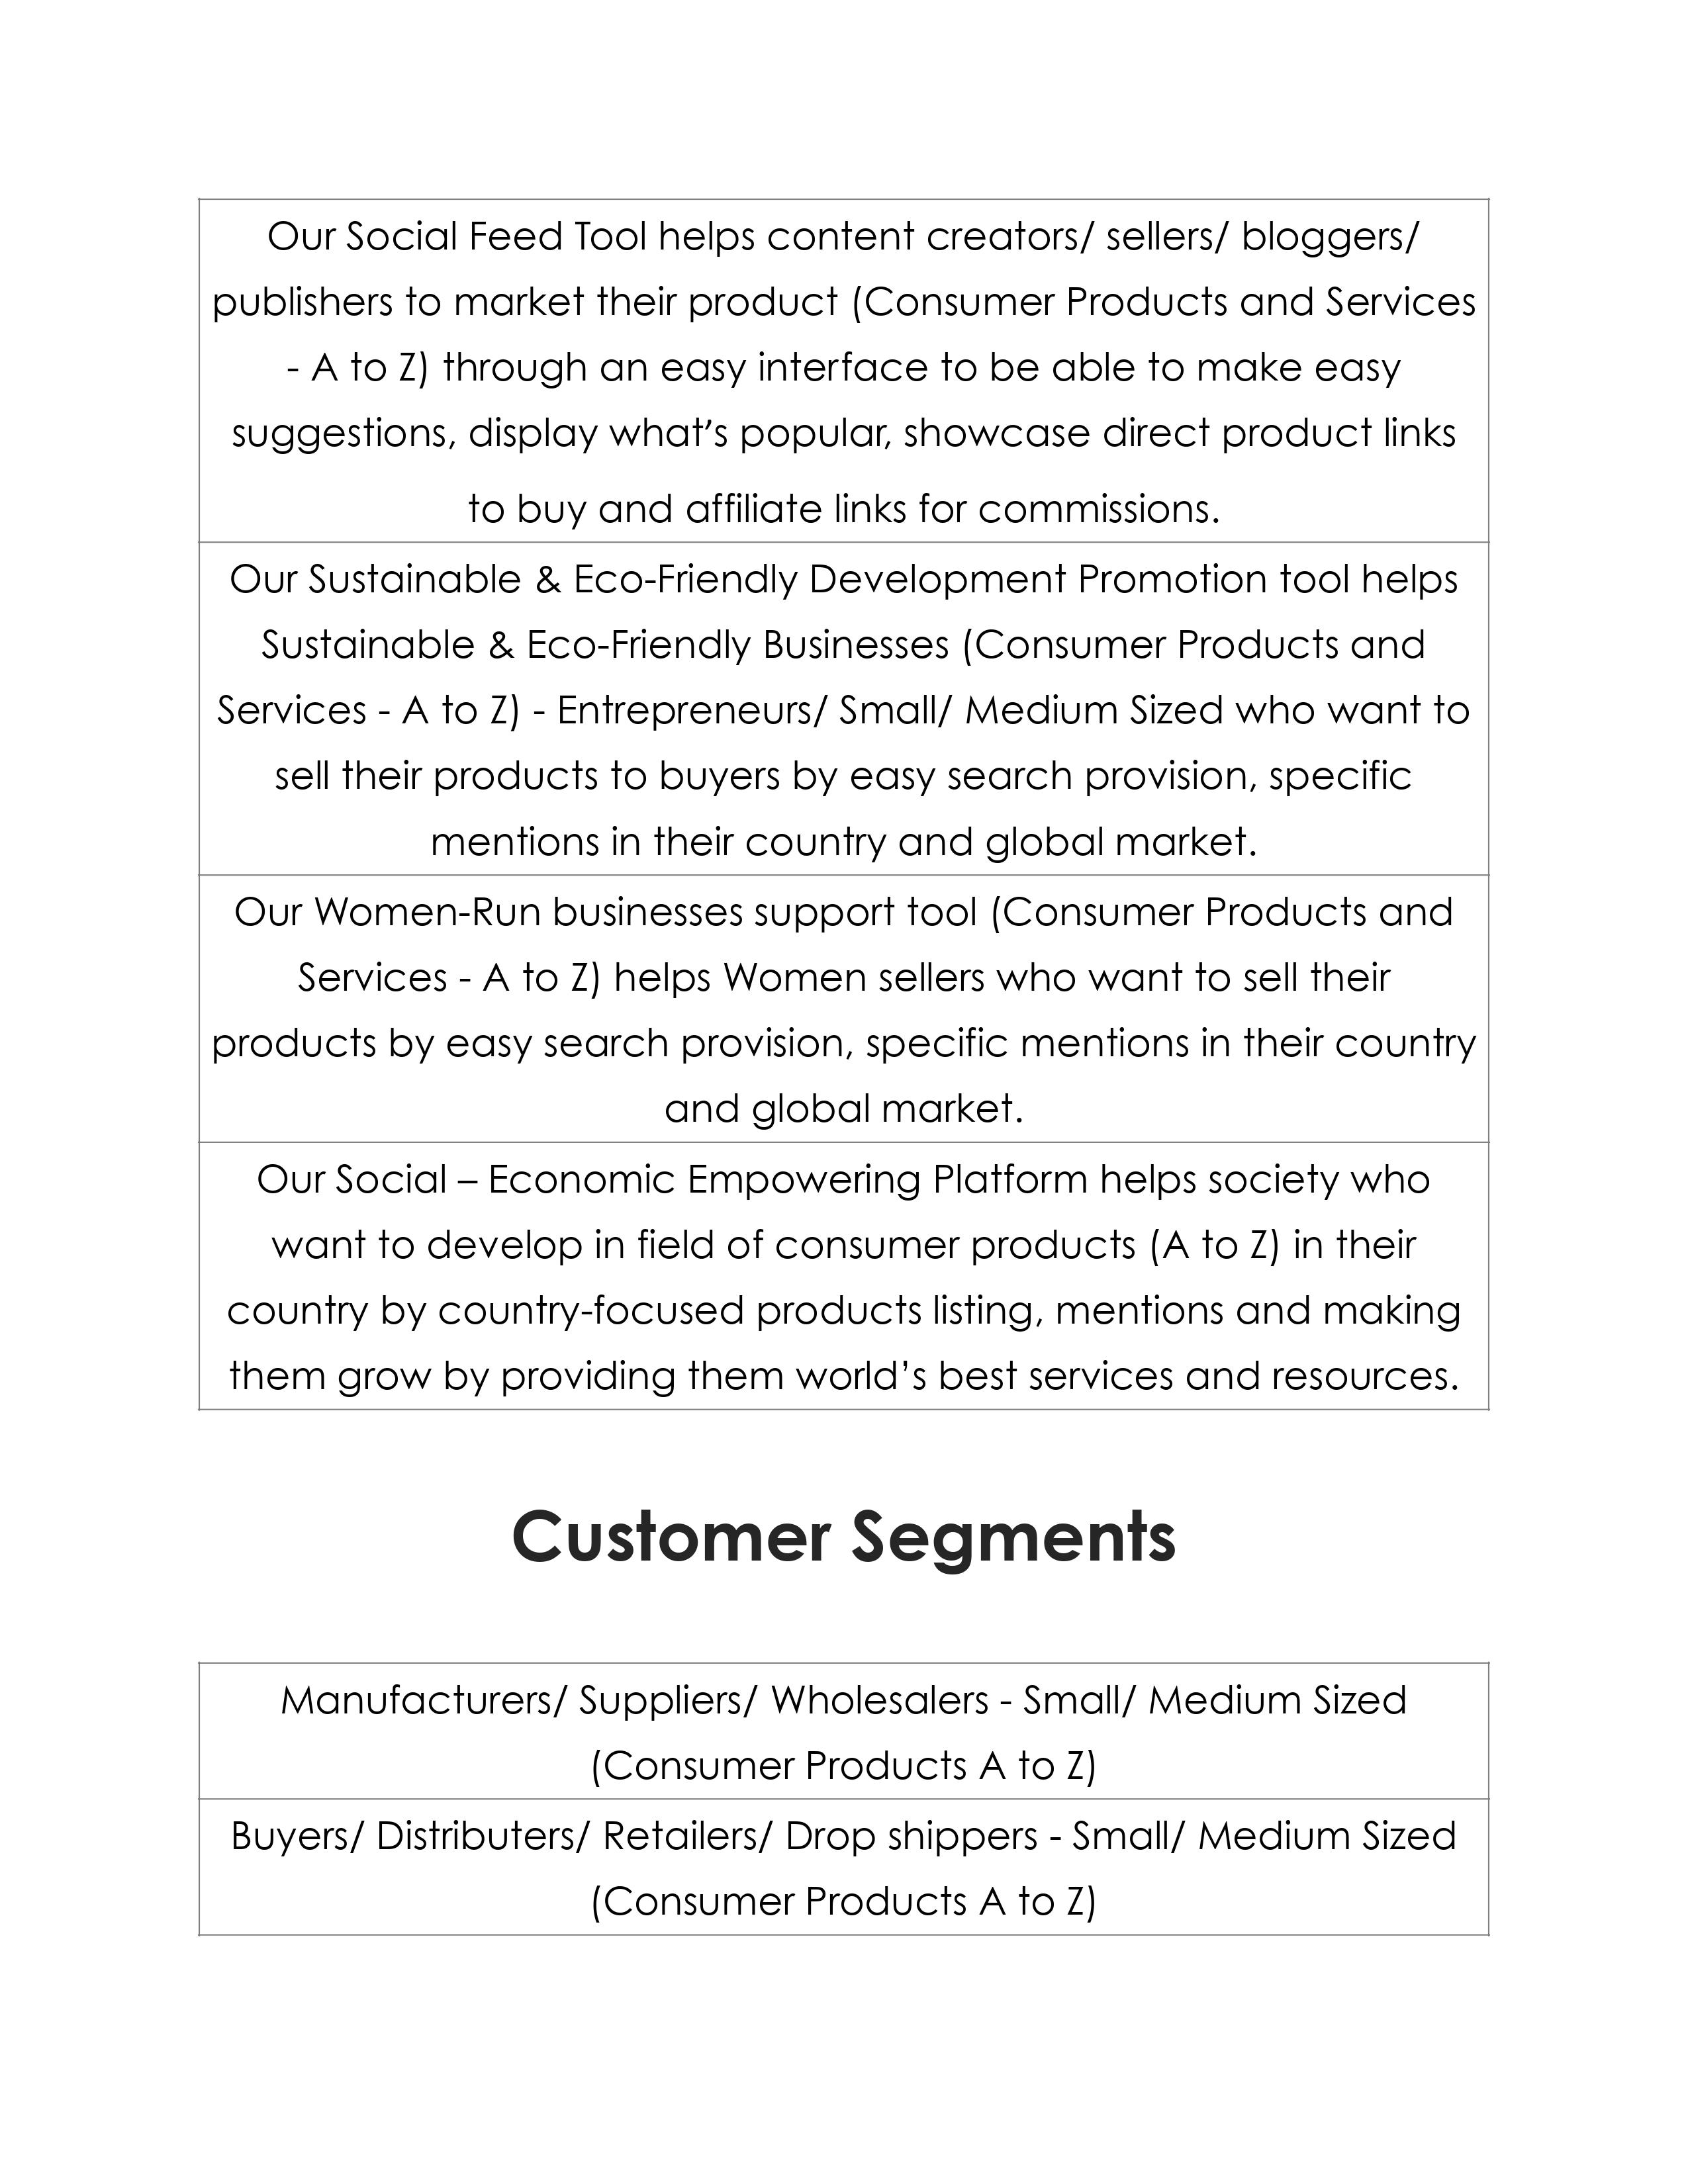 Our Social Feed Tool helps content creators/ sellers/ bloggers/
publishers to market their product (Consumer Products and Services
- A to Z) through an easy interface to be able to make easy
suggestions, display what's popular, showcase direct product links
to buy and affiliate links for commissions.
Our Sustainable & Eco-Friendly Development Promotion tool helps
Sustainable & Eco-Friendly Businesses (Consumer Products and
Services - A to Z) - Entrepreneurs/ Small/ Medium Sized who want to
sell their products to buyers by easy search provision, specific
mentions in their country and global market.
Our Women-Run businesses support tool (Consumer Products and
Services - A to Z) helps Women sellers who want to sell their
products by easy search provision, specific mentions in their country
and global market.
Our Social – Economic Empowering Platform helps society who
want to develop in field of consumer products (A to Z) in their
country by country-focused products listing, mentions and making
them grow by providing them world's best services and resources.
Customer Segments
Manufacturers/ Suppliers/ Wholesalers - Small/ Medium Sized
(Consumer Products A to Z)
Buyers/ Distributers/ Retailers/ Drop shippers - Small/ Medium Sized
(Consumer Products A to Z)